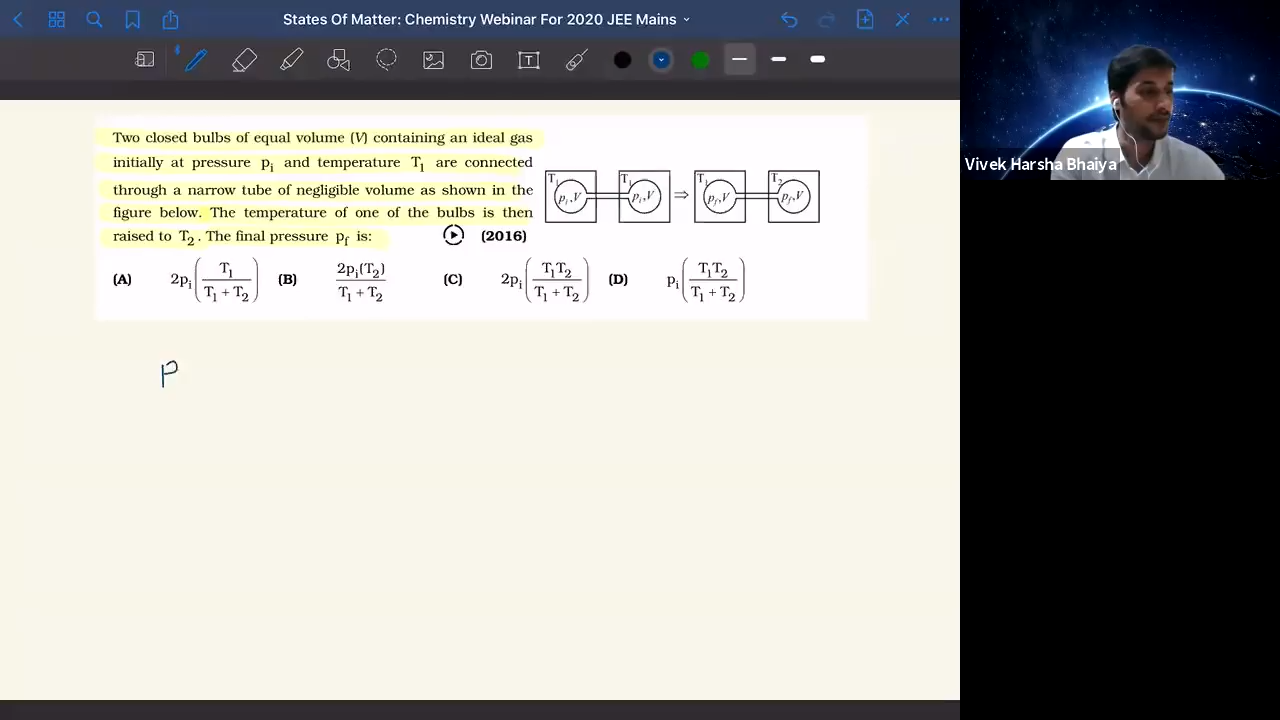 States Of Matter: Chemistry Webinar For 2020 JEE Mains
T
Vivek Harsha Bhaiya
Two closed bulbs of equal volume (V) containing an ideal gas
initially at pressure pᵢ and temperature T₁ are connected
through a narrow tube of negligible volume as shown in the
figure below. The temperature of one of the bulbs is then
raised to T₂. The final pressure p_f is:
(2016)
T₁ T₁ T₁ T₂
pᵢ,V pᵢ,V ⇒ p_f,V p_f,V
(A) 2pᵢ(T₁/(T₁ + T₂)) (B) 2pᵢ(T₂)/(T₁ + T₂) (C) 2pᵢ(T₁T₂/(T₁ + T₂)) (D) pᵢ(T₁T₂/(T₁ + T₂))
P